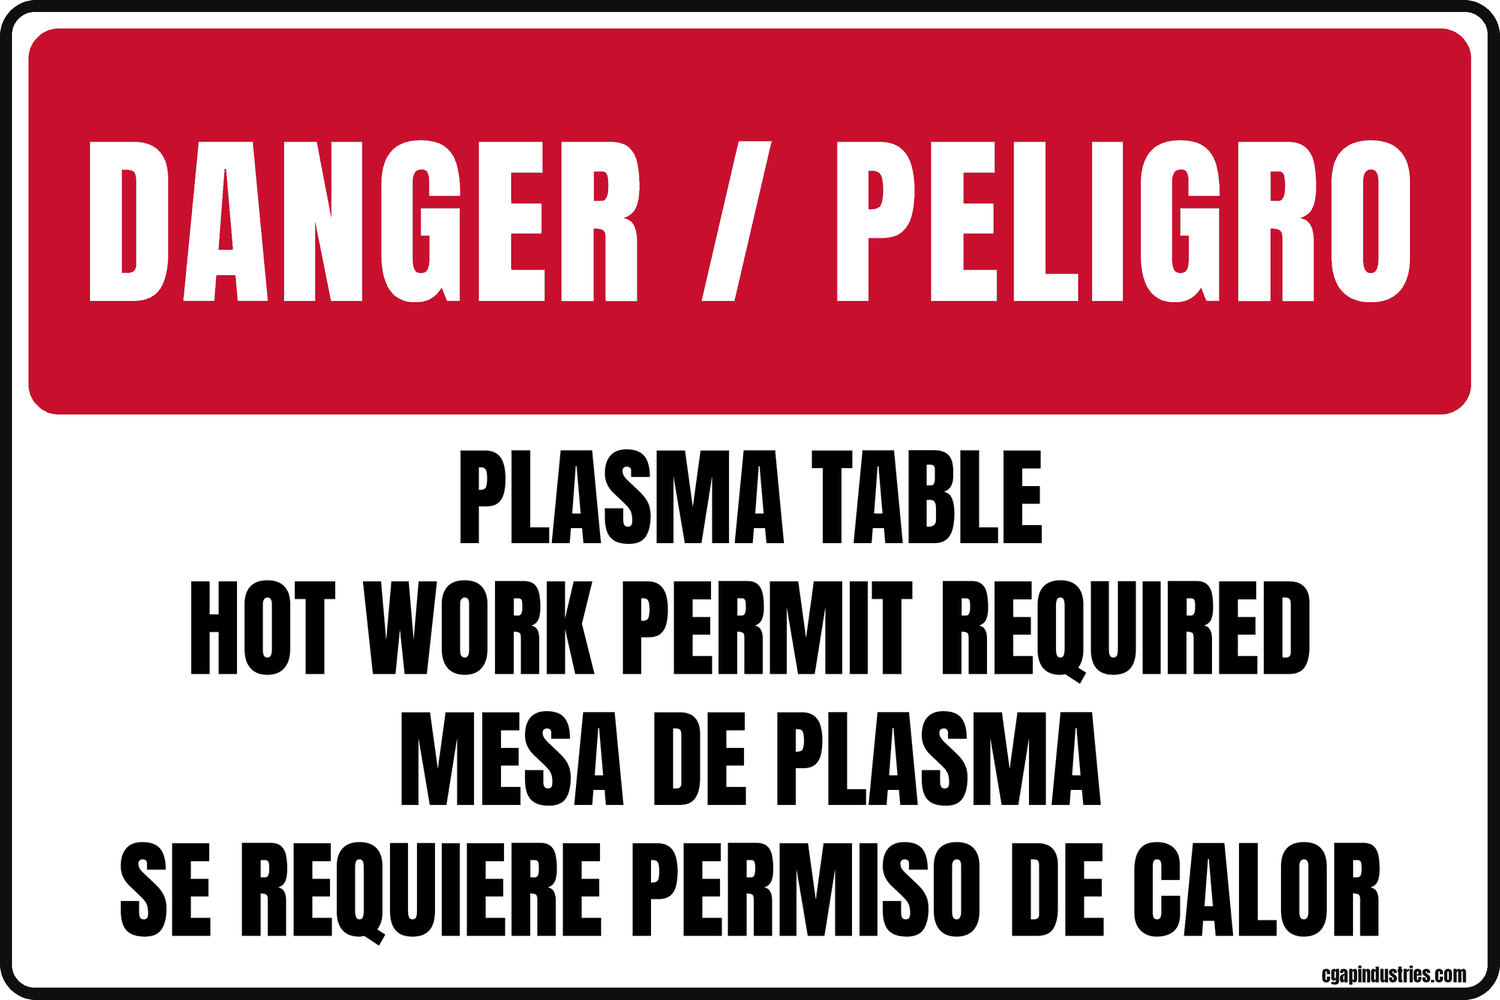 DANGER / PELIGRO
PLASMA TABLE
HOT WORK PERMIT REQUIRED
MESA DE PLASMA
SE REQUIERE PERMISO DE CALOR
cgapindustries.com